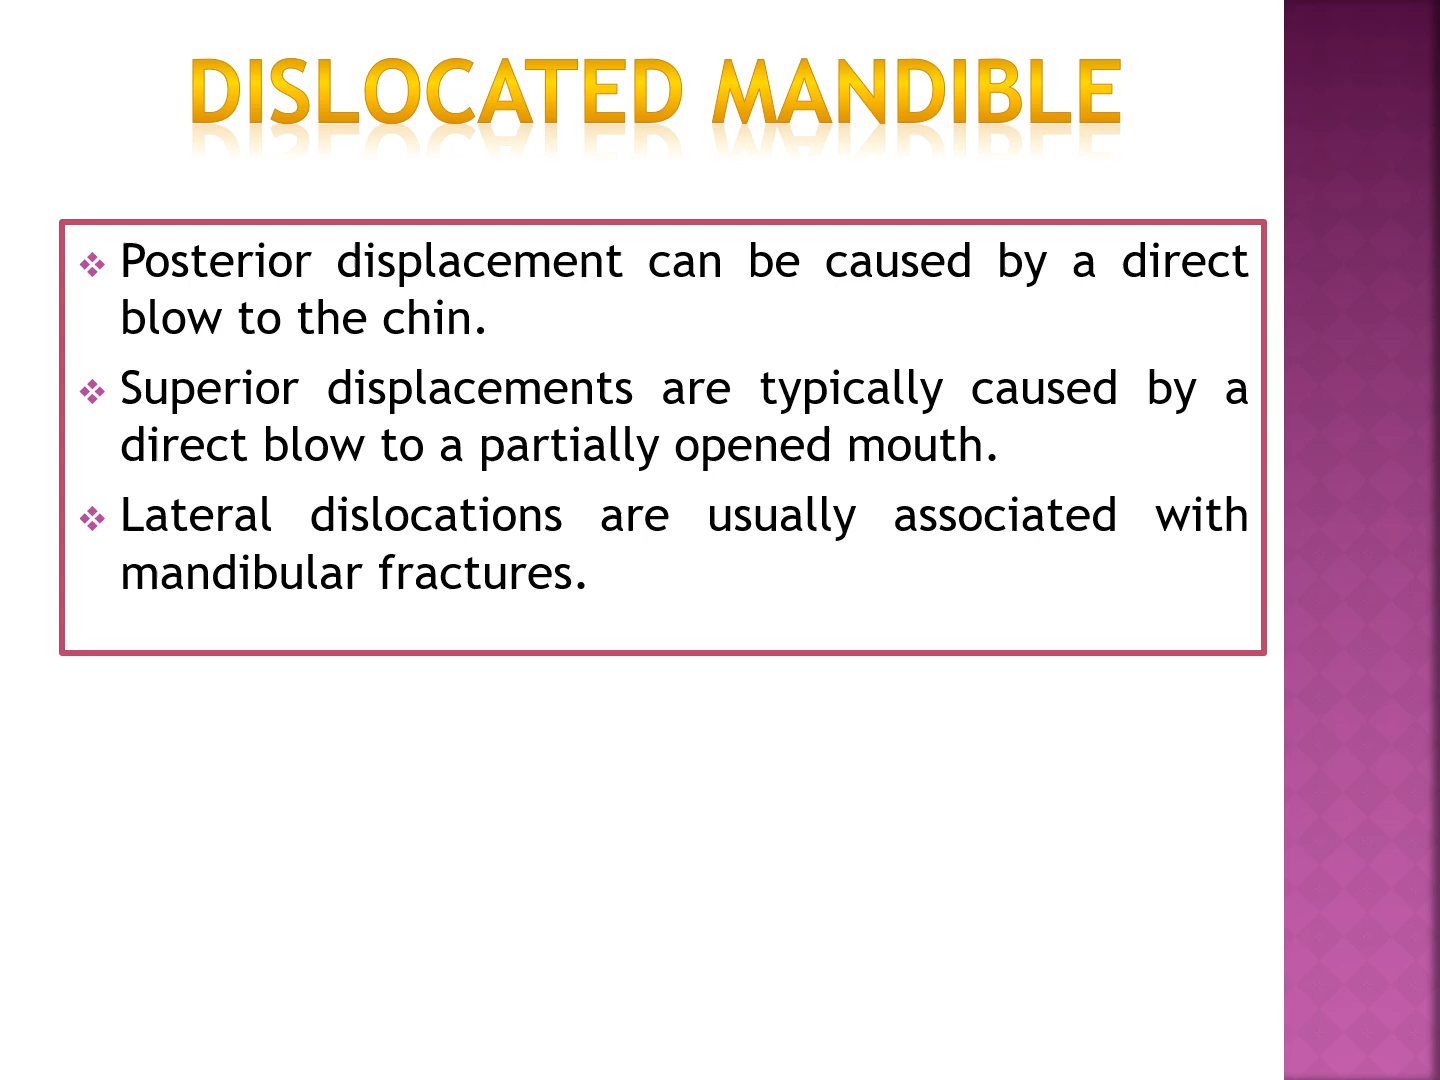 DISLOCATED MANDIBLE
❖ Posterior displacement can be caused by a direct
blow to the chin.
❖ Superior displacements are typically caused by a
direct blow to a partially opened mouth.
❖ Lateral dislocations are usually associated with
mandibular fractures.